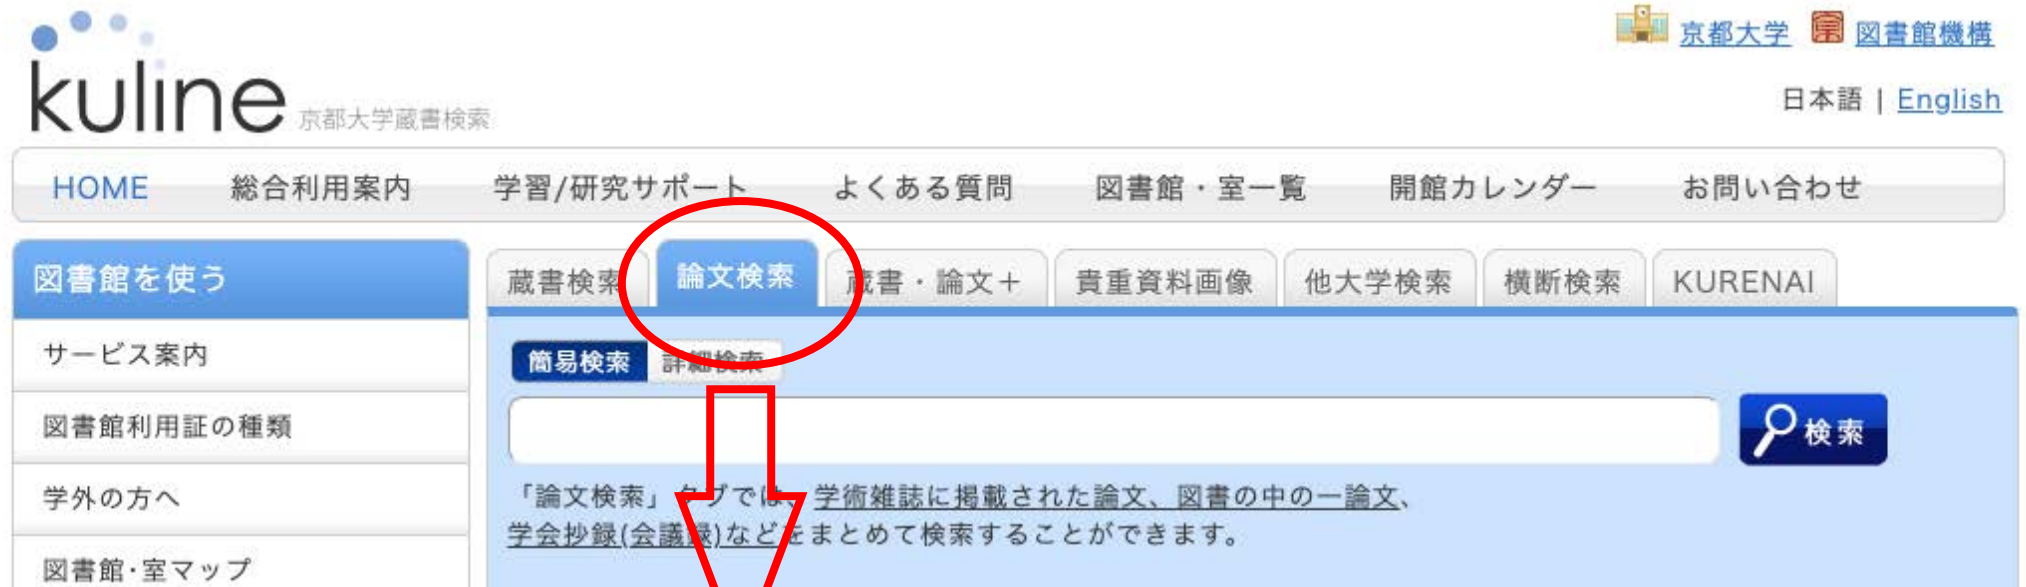 京都大学 図書館機構
kuline 京都大学蔵書検索
日本語 | English
HOME 総合利用案内 学習/研究サポート よくある質問 図書館・室一覧 開館カレンダー お問い合わせ
図書館を使う
サービス案内
図書館利用証の種類
学外の方へ
図書館·室マップ
蔵書検索 論文検索 蔵書・論文＋ 貴重資料画像 他大学検索 横断検索 KURENAI
簡易検索 詳細検索
検索
「論文検索」タブでは、学術雑誌に掲載された論文、図書の中の一論文、
学会抄録(会議録)などをまとめて検索することができます。